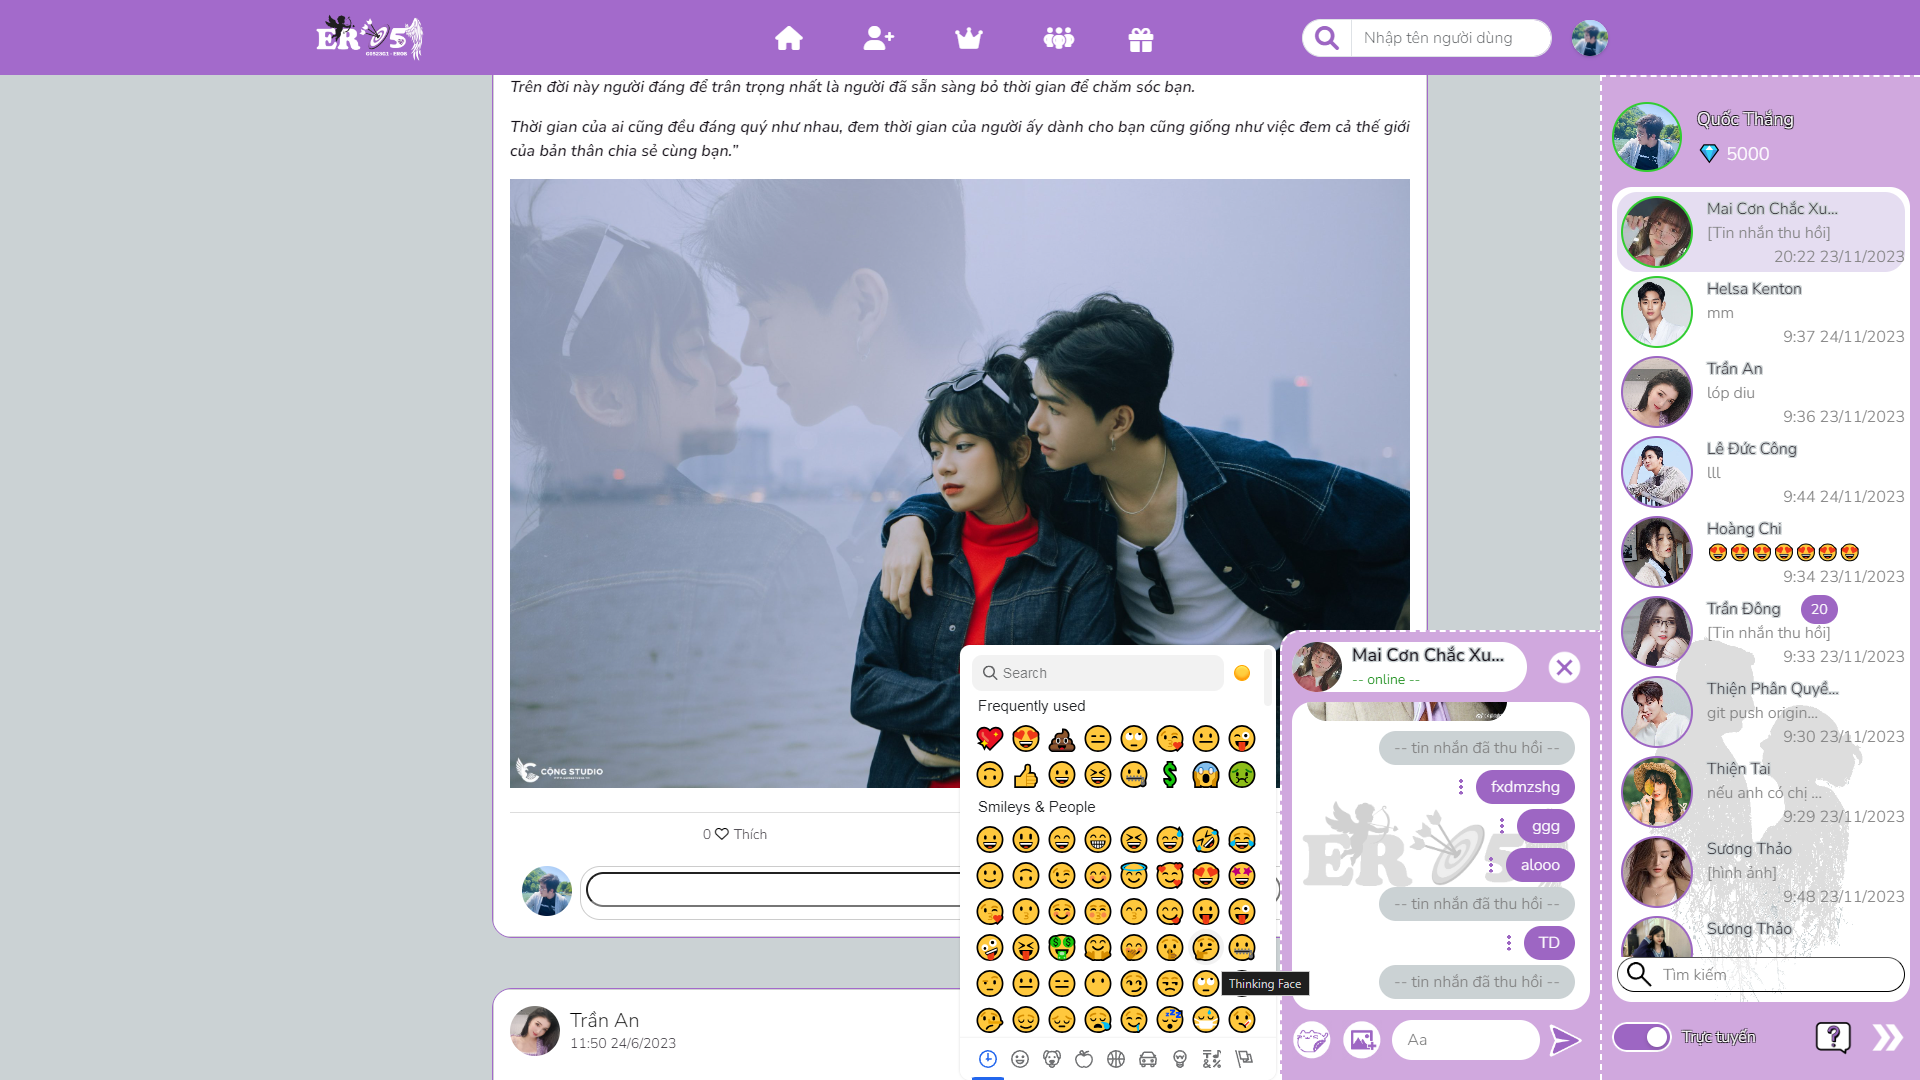 ER 5
G0523G1 - ER08
Nhập tên người dùng
Trên đời này người đáng để trân trọng nhất là người đã sẵn sàng bỏ thời gian để chăm sóc bạn.
Thời gian của ai cũng đều đáng quý như nhau, đem thời gian của người ấy dành cho bạn cũng giống như việc đem cả thế giới
của bản thân chia sẻ cùng bạn.”
CỘNG STUDIO
0 Thích
Trần An
11:50 24/6/2023
Search
Frequently used
Smileys & People
Thinking Face
Mai Cơn Chắc Xu...
-- online --
-- tin nhắn đã thu hồi --
fxdmzshg
ggg
alooo
-- tin nhắn đã thu hồi --
TD
-- tin nhắn đã thu hồi --
ER 5
Aa
Quốc Thắng
5000
Mai Cơn Chắc Xu...
[Tin nhắn thu hồi]
20:22 23/11/2023
Helsa Kenton
mm
9:37 24/11/2023
Trần An
lóp diu
9:36 23/11/2023
Lê Đức Công
lll
9:44 24/11/2023
Hoàng Chi
😍😍😍😍😍😍😍
9:34 23/11/2023
Trần Đông 20
[Tin nhắn thu hồi]
9:33 23/11/2023
Thiện Phân Quyề...
git push origin...
9:30 23/11/2023
Thiện Tai
nếu anh có chị ...
9:29 23/11/2023
Sương Thảo
[hình ảnh]
9:48 23/11/2023
Sương Thảo
Tìm kiếm
Trực tuyến